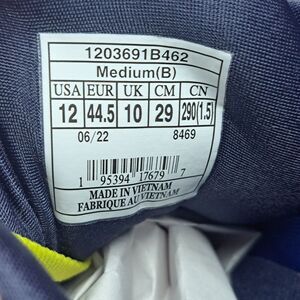 1203691B462
Medium(B)
USA EUR UK CM CN
12 44.5 10 29 290(1.5)
06/22 8469
1 95394 17679 7
MADE IN VIETNAM
FABRIQUE AU VIETNAM